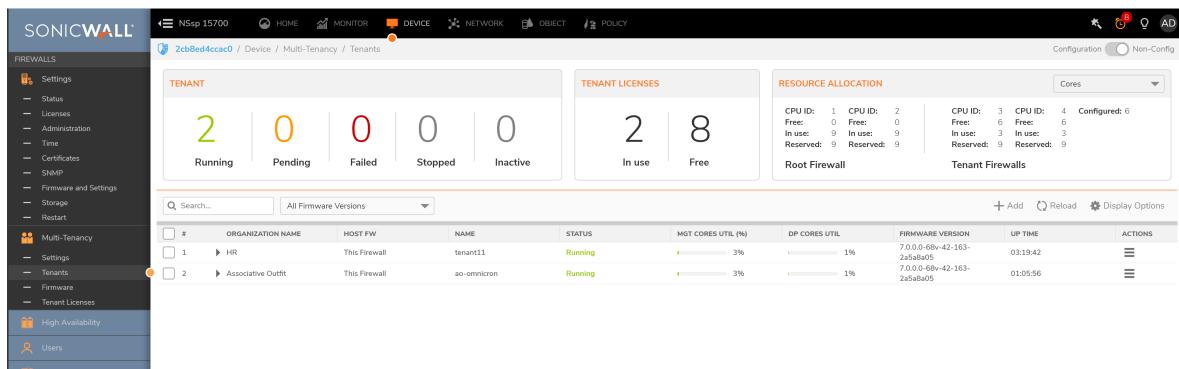 SONICWALL
NSsp 15700 HOME MONITOR DEVICE NETWORK OBJECT POLICY 8 AD
2cb8ed4ccac0 / Device / Multi-Tenancy / Tenants Configuration Non-Config
FIREWALLS
Settings
Status
Licenses
Administration
Time
Certificates
SNMP
Firmware and Settings
Storage
Restart
Multi-Tenancy
Settings
Tenants
Firmware
Tenant Licenses
High Availability
Users
TENANT
2 0 0 0 0
Running Pending Failed Stopped Inactive
TENANT LICENSES
2 8
In use Free
RESOURCE ALLOCATION Cores
CPU ID: 1 CPU ID: 2 CPU ID: 3 CPU ID: 4 Configured: 6
Free: 0 Free: 0 Free: 6 Free: 6
In use: 9 In use: 9 In use: 3 In use: 3
Reserved: 9 Reserved: 9 Reserved: 9 Reserved: 9
Root Firewall Tenant Firewalls
Search... All Firmware Versions Add Reload Display Options
# ORGANIZATION NAME HOST FW NAME STATUS MGT CORES UTIL (%) DP CORES UTIL FIRMWARE VERSION UP TIME ACTIONS
1 HR This Firewall tenant11 Running 3% 1% 7.0.0.0-68v-42-163-
2a5a8a05 03:19:42
2 Associative Outfit This Firewall ao-omnicron Running 3% 1% 7.0.0.0-68v-42-163-
2a5a8a05 01:05:56